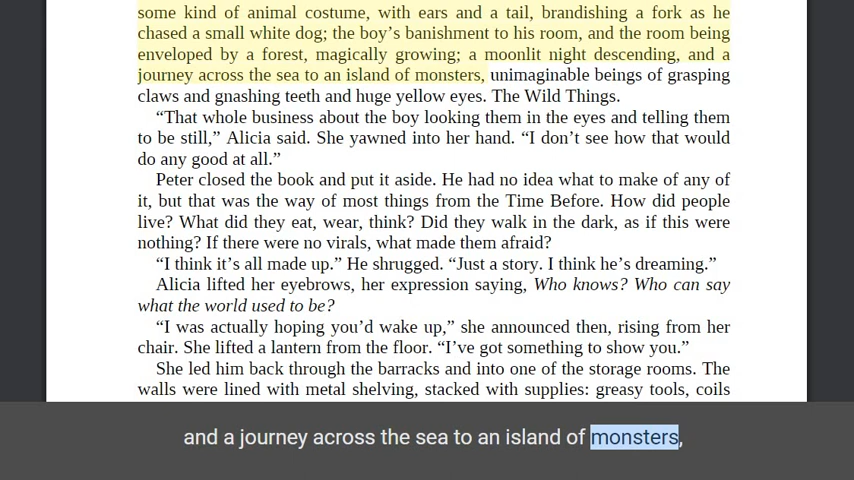 some kind of animal costume, with ears and a tail, brandishing a fork as he
chased a small white dog; the boy’s banishment to his room, and the room being
enveloped by a forest, magically growing; a moonlit night descending, and a
journey across the sea to an island of monsters, unimaginable beings of grasping
claws and gnashing teeth and huge yellow eyes. The Wild Things.
“That whole business about the boy looking them in the eyes and telling them
to be still,” Alicia said. She yawned into her hand. “I don’t see how that would
do any good at all.”
Peter closed the book and put it aside. He had no idea what to make of any of
it, but that was the way of most things from the Time Before. How did people
live? What did they eat, wear, think? Did they walk in the dark, as if this were
nothing? If there were no virals, what made them afraid?
“I think it’s all made up.” He shrugged. “Just a story. I think he’s dreaming.”
Alicia lifted her eyebrows, her expression saying, Who knows? Who can say
what the world used to be?
“I was actually hoping you’d wake up,” she announced then, rising from her
chair. She lifted a lantern from the floor. “I’ve got something to show you.”
She led him back through the barracks and into one of the storage rooms. The
walls were lined with metal shelving, stacked with supplies: greasy tools, coils
and a journey across the sea to an island of monsters,